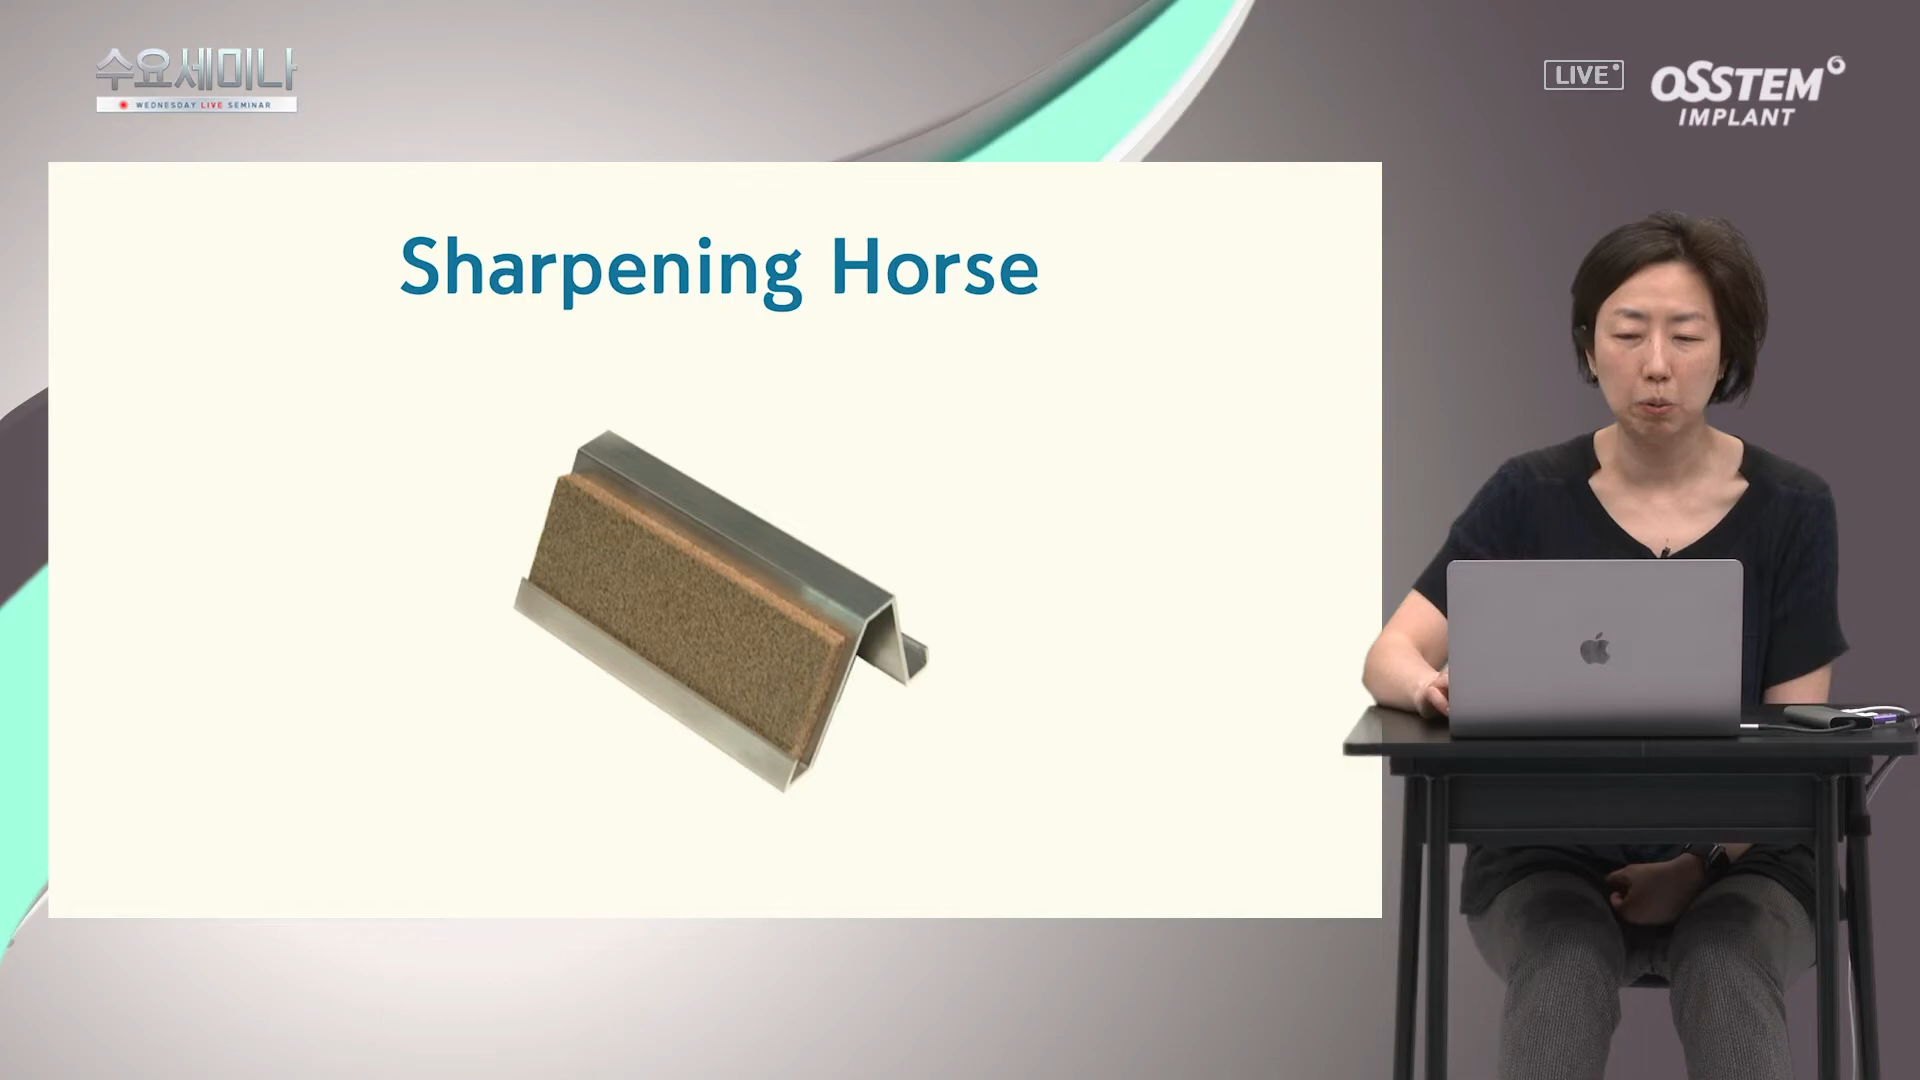 수요세미나
WEDNESDAY LIVE SEMINAR
LIVE
OSSTEM
IMPLANT
Sharpening Horse